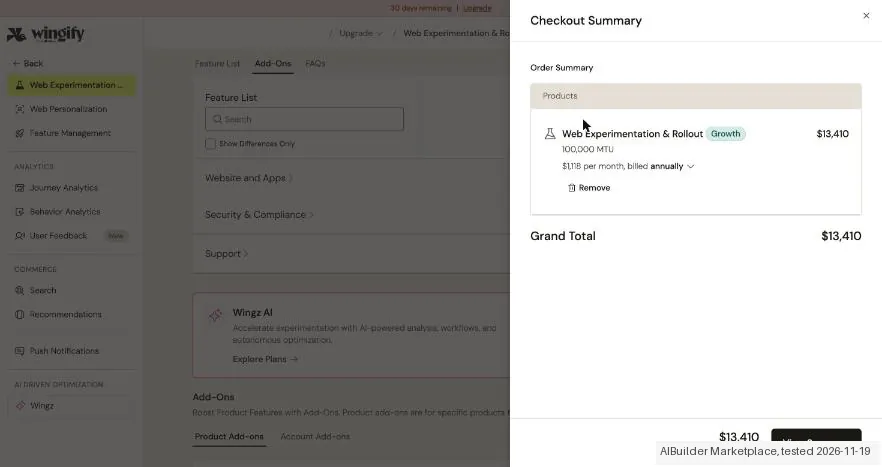 30 days remaining | Upgrade
Checkout Summary
wingify
/ Upgrade / Web Experimentation & Ro
Back
Feature List Add-Ons FAQs
Order Summary
Web Experimentation ...
Feature List
Products
Web Personalization
Search
Feature Management
Show Differences Only
Web Experimentation & Rollout Growth $13,410
100,000 MTU
ANALYTICS
$1,118 per month, billed annually
Journey Analytics
Website and Apps
Remove
Behavior Analytics
Security & Compliance
User Feedback New
Grand Total $13,410
Support
COMMERCE
Search
Recommendations
Wingz AI
Accelerate experimentation with AI-powered analysis, workflows, and
autonomous optimization.
Push Notifications
Explore Plans
AI DRIVEN OPTIMIZATION
Add-Ons
Wingz
Boost Product Features with Add-Ons. Product add-ons are for specific products
Product Add-ons Account Add-ons
$13,410
AIBuilder Marketplace, tested 2026-11-19